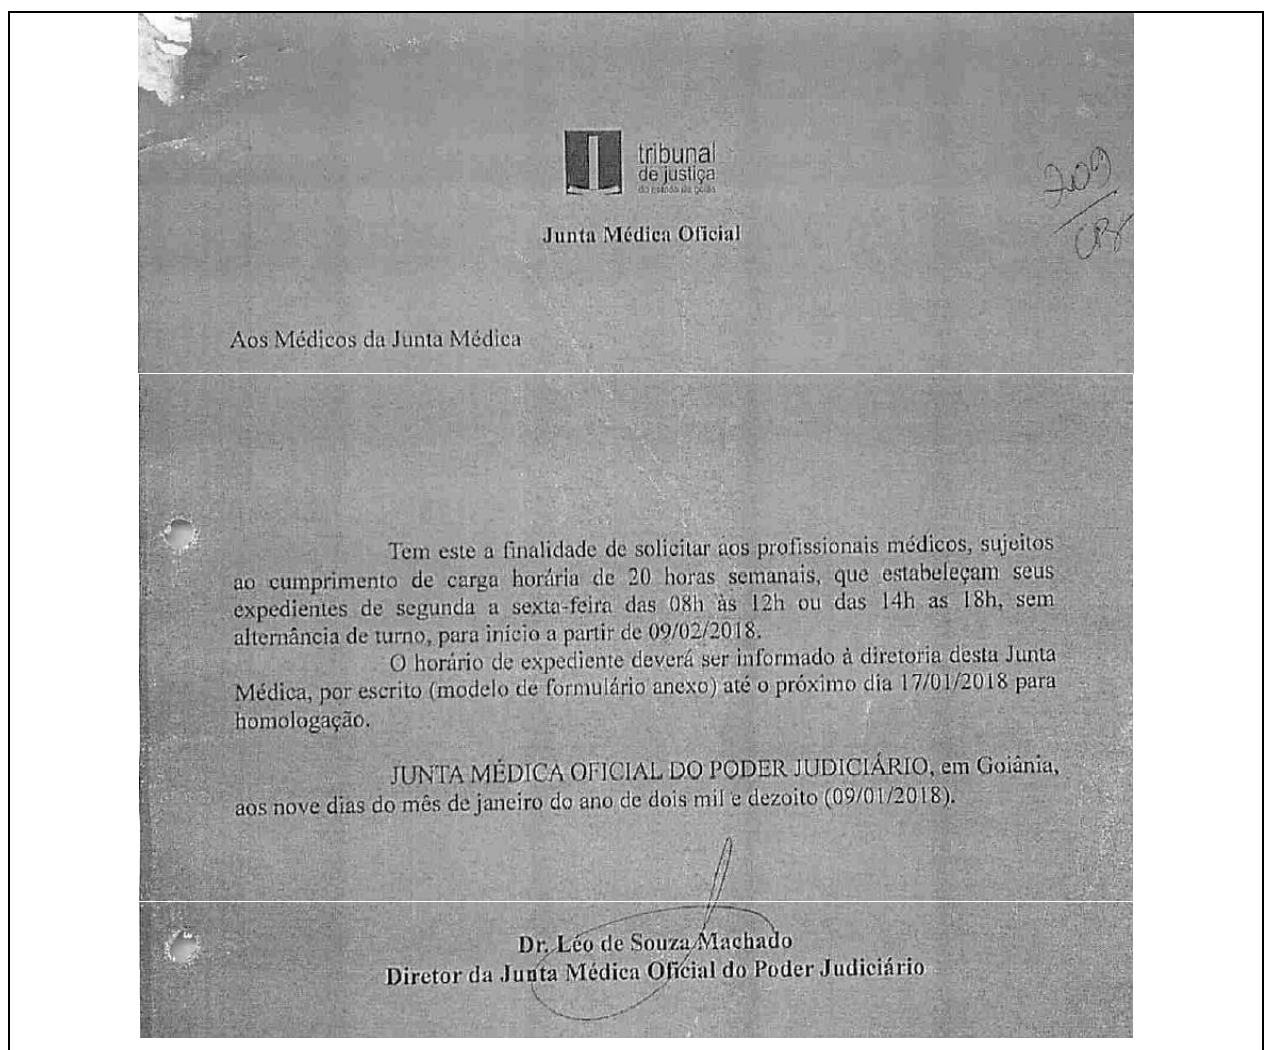 tribunal
de justiça
do estado de goiás
209
Junta Médica Oficial
Aos Médicos da Junta Médica
Tem este a finalidade de solicitar aos profissionais médicos, sujeitos
ao cumprimento de carga horária de 20 horas semanais, que estabeleçam seus
expedientes de segunda a sexta-feira das 08h às 12h ou das 14h as 18h, sem
alternância de turno, para início a partir de 09/02/2018.
O horário de expediente deverá ser informado à diretoria desta Junta
Médica, por escrito (modelo de formulário anexo) até o próximo dia 17/01/2018 para
homologação.
JUNTA MÉDICA OFICIAL DO PODER JUDICIÁRIO, em Goiânia,
aos nove dias do mês de janeiro do ano de dois mil e dezoito (09/01/2018).
Dr. Léo de Souza Machado
Diretor da Junta Médica Oficial do Poder Judiciário